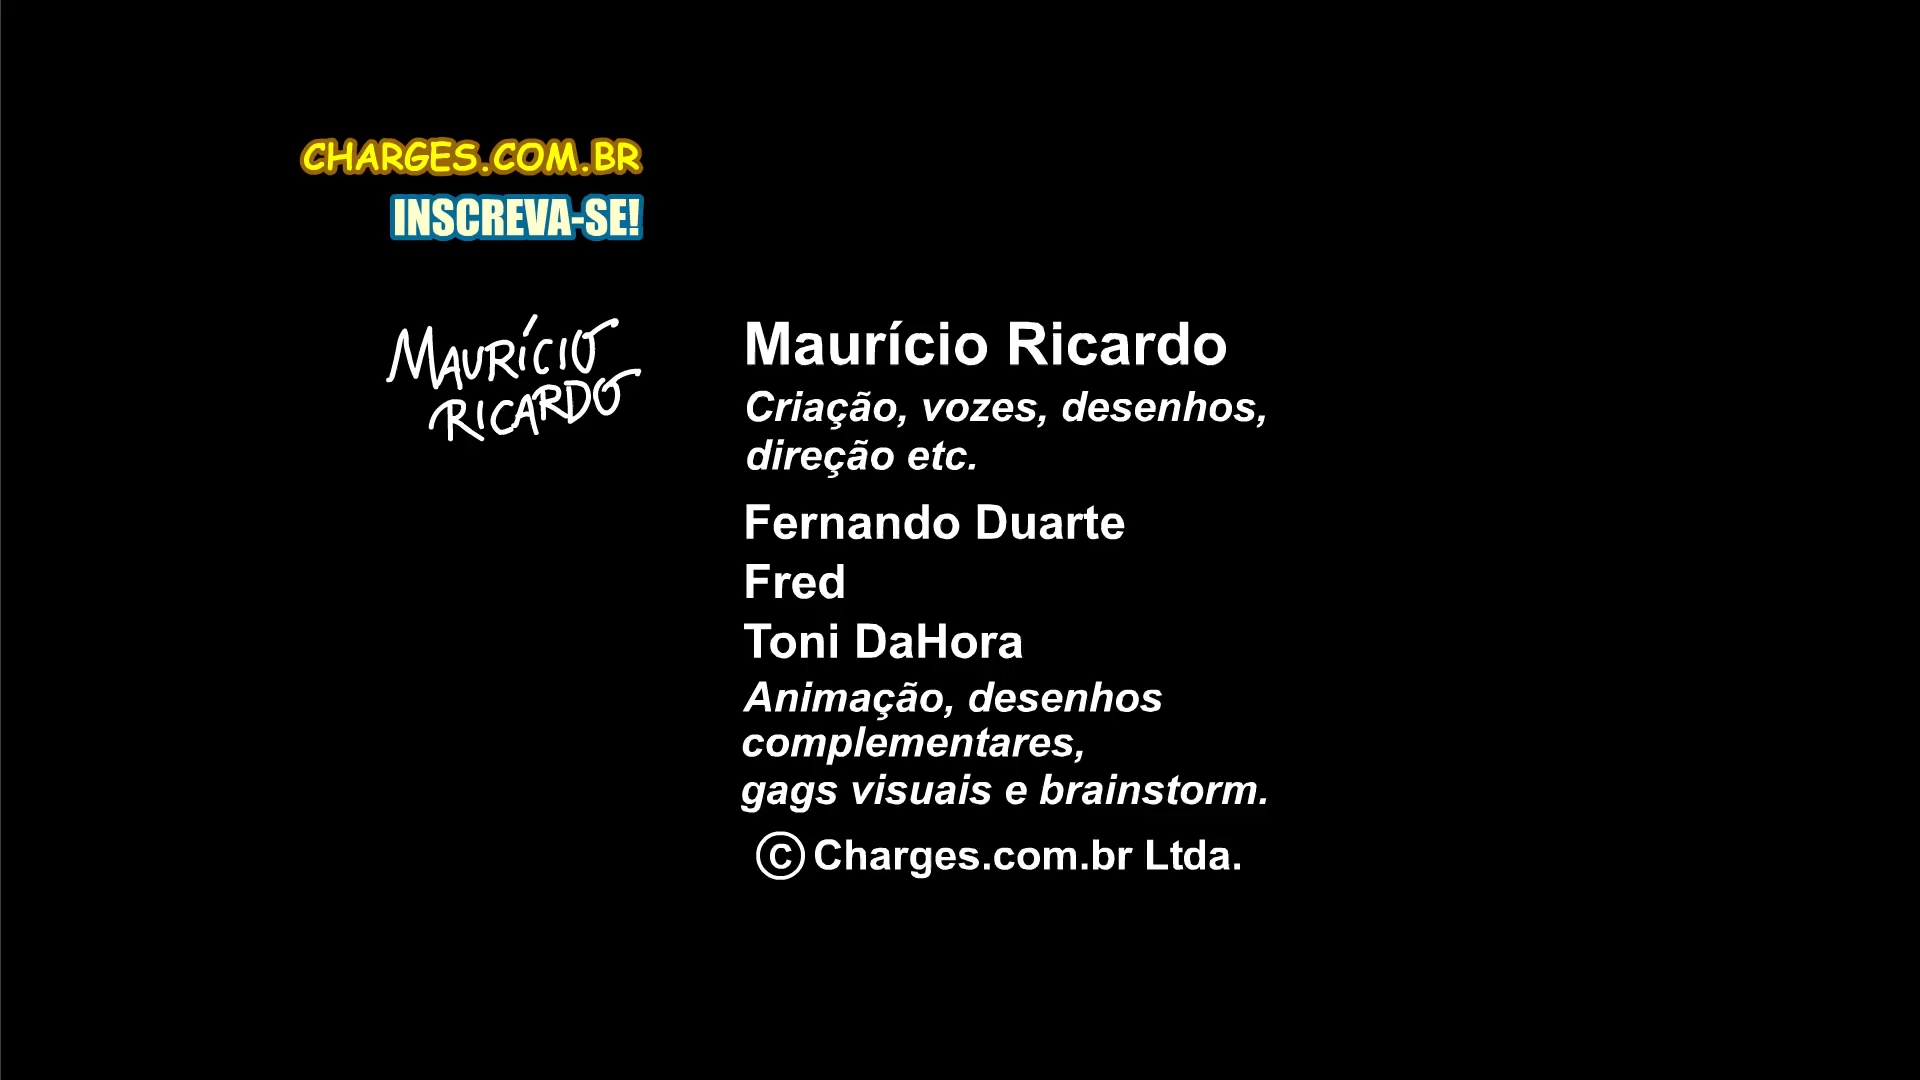 CHARGES.COM.BR
INSCREVA-SE!
MAURÍCIO
RICARDO
Maurício Ricardo
Criação, vozes, desenhos,
direção etc.
Fernando Duarte
Fred
Toni DaHora
Animação, desenhos
complementares,
gags visuais e brainstorm.
© Charges.com.br Ltda.